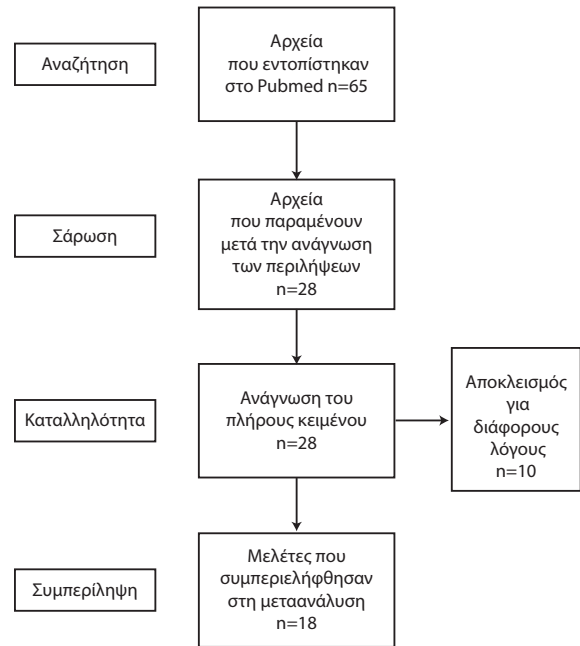 Αναζήτηση
Αρχεία
που εντοπίστηκαν
στο Pubmed n=65
Σάρωση
Αρχεία
που παραμένουν
μετά την ανάγνωση
των περιλήψεων
n=28
Καταλληλότητα
Ανάγνωση του
πλήρους κειμένου
n=28
Αποκλεισμός
για
διάφορους
λόγους
n=10
Συμπερίληψη
Μελέτες που
συμπεριελήφθησαν
στη μεταανάλυση
n=18